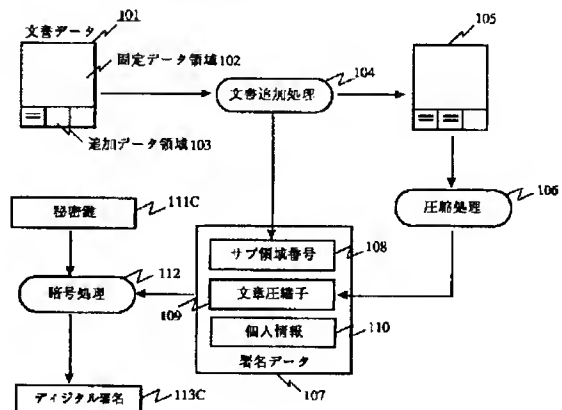 101
文書データ
固定データ領域102
追加データ領域103
文書追加処理
104
105
圧縮処理
106
秘密鍵
111C
サブ領域番号
108
暗号処理
112
文章圧縮子
109
個人情報
110
署名データ
107
ディジタル署名
113C